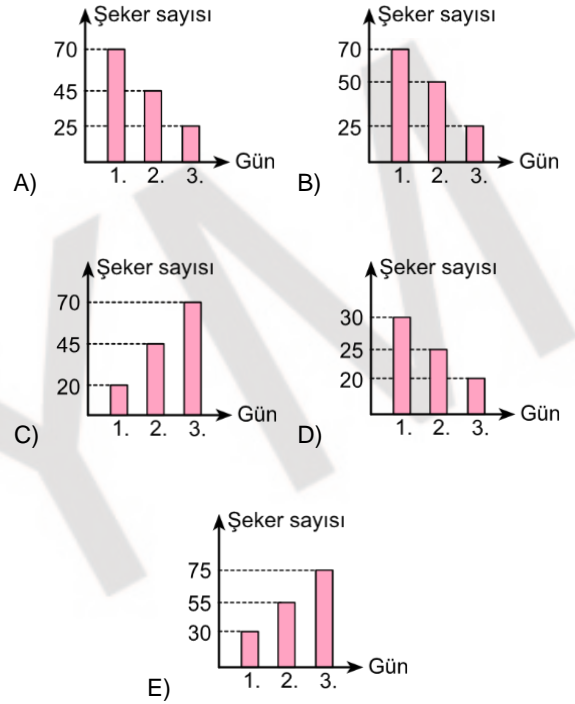 Şeker sayısı
70
45
25
Gün
1. 2. 3.
A)
Şeker sayısı
70
50
25
Gün
1. 2. 3.
B)
Şeker sayısı
70
45
20
Gün
1. 2. 3.
C)
Şeker sayısı
30
25
20
Gün
1. 2. 3.
D)
Şeker sayısı
75
55
30
Gün
1. 2. 3.
E)